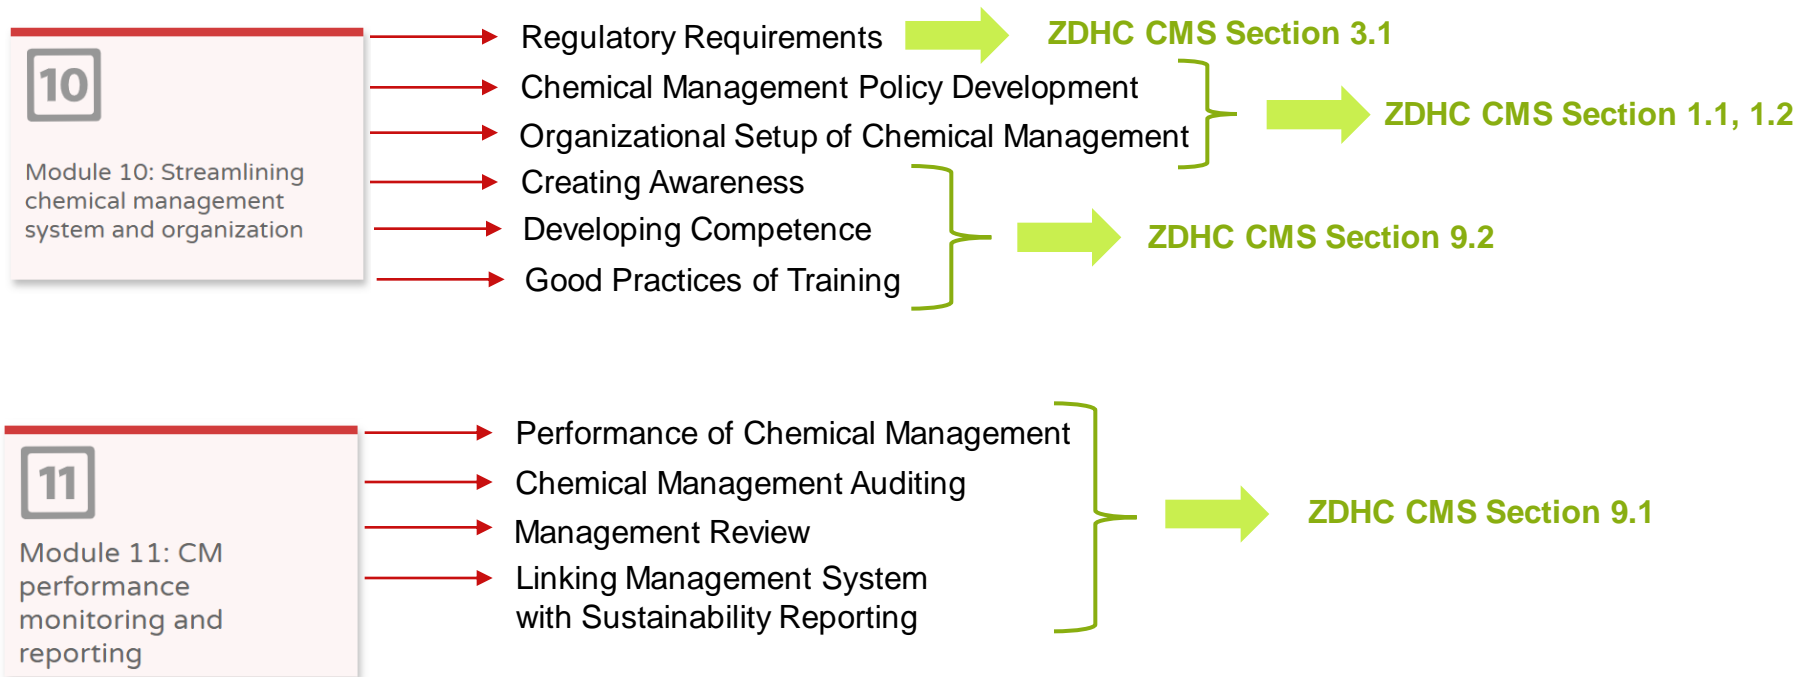 10
Module 10: Streamlining
chemical management
system and organization
Regulatory Requirements
ZDHC CMS Section 3.1
Chemical Management Policy Development
Organizational Setup of Chemical Management
ZDHC CMS Section 1.1, 1.2
Creating Awareness
Developing Competence
Good Practices of Training
ZDHC CMS Section 9.2
11
Module 11: CM
performance
monitoring and
reporting
Performance of Chemical Management
Chemical Management Auditing
Management Review
Linking Management System
with Sustainability Reporting
ZDHC CMS Section 9.1